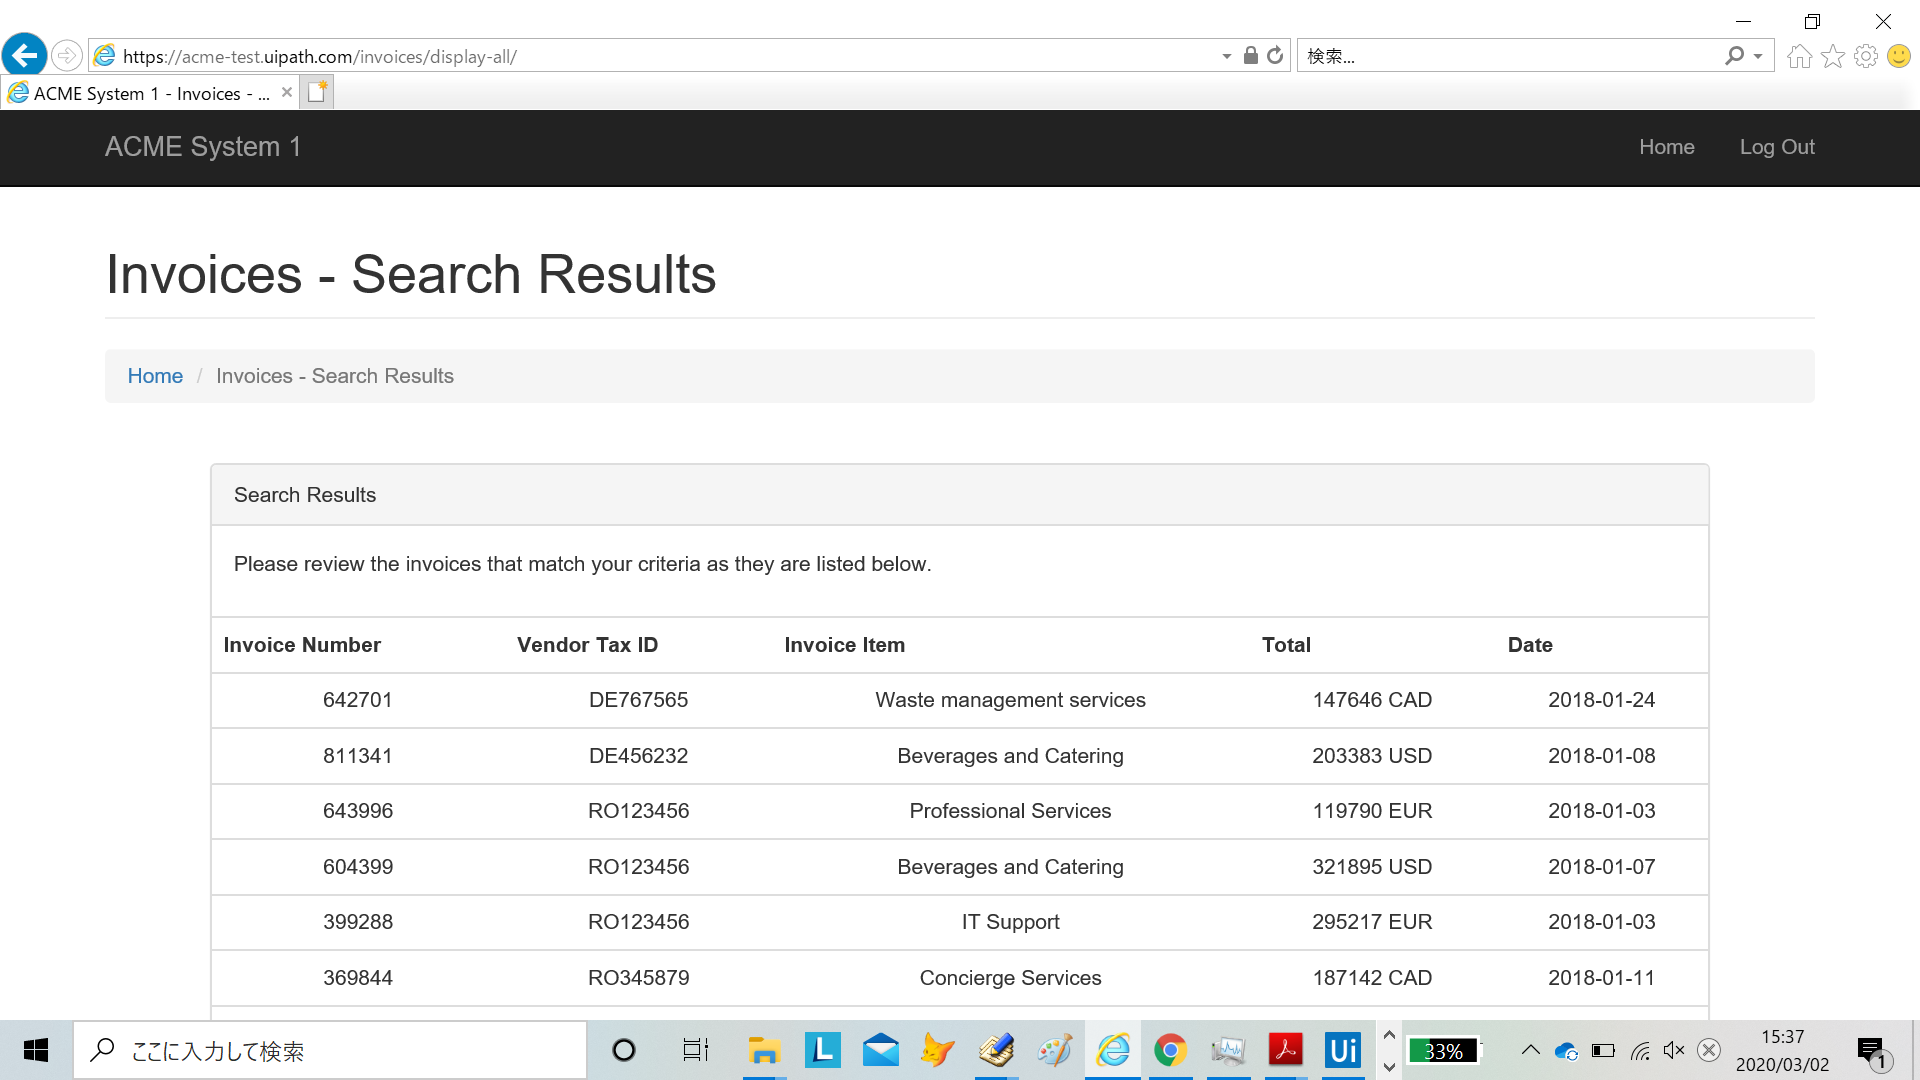 https://acme-test.uipath.com/invoices/display-all/
検索...
ACME System 1 - Invoices - ...
ACME System 1
Home
Log Out
Invoices - Search Results
Home / Invoices - Search Results
Search Results
Please review the invoices that match your criteria as they are listed below.
Invoice Number Vendor Tax ID Invoice Item Total Date
642701 DE767565 Waste management services 147646 CAD 2018-01-24
811341 DE456232 Beverages and Catering 203383 USD 2018-01-08
643996 RO123456 Professional Services 119790 EUR 2018-01-03
604399 RO123456 Beverages and Catering 321895 USD 2018-01-07
399288 RO123456 IT Support 295217 EUR 2018-01-03
369844 RO345879 Concierge Services 187142 CAD 2018-01-11
ここに入力して検索
L
Ui
33%
15:37
2020/03/02
1